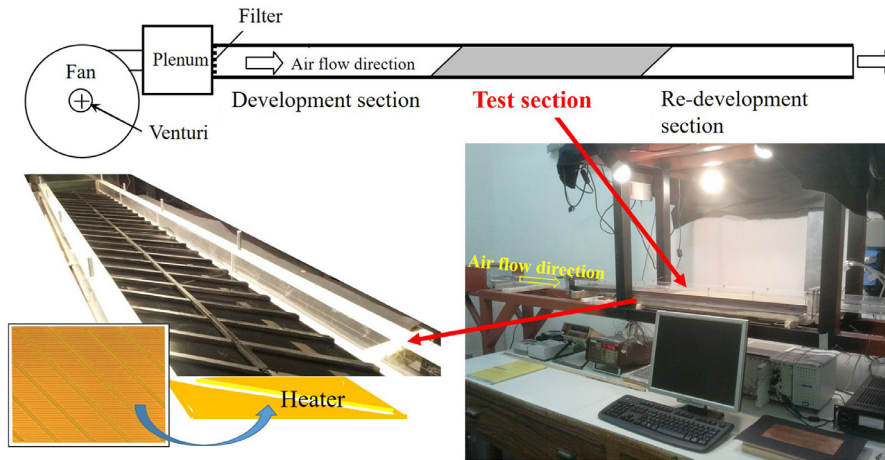 Filter
Plenum
Fan
Air flow direction
Venturi
Development section
Test section
Re-development
section
Air flow direction
Heater